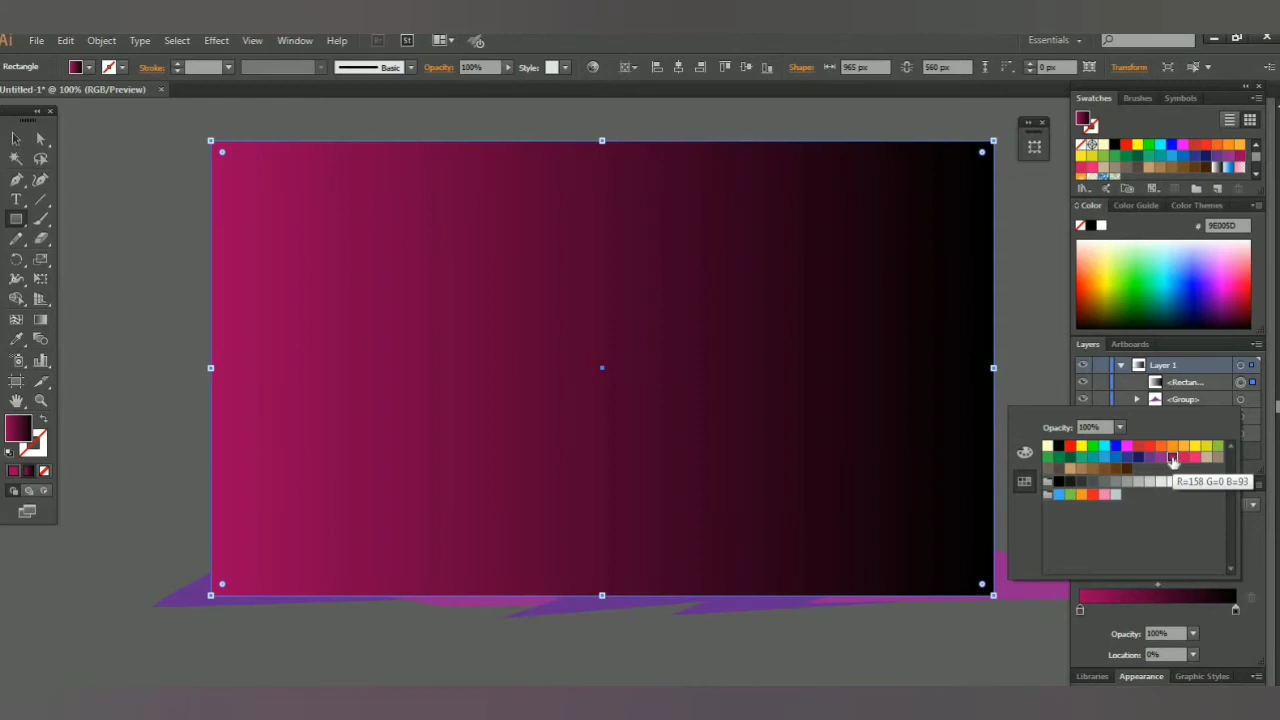 Ai File Edit Object Type Select Effect View Window Help Br St Essentials
Rectangle Stroke: Basic Opacity: 100% Style: Shape: 965 px 560 px 0 px Transform
Untitled-1* @ 100% (RGB/Preview)
Swatches Brushes Symbols
Color Color Guide Color Themes
# 9E005D
Layers Artboards
Layer 1
<Rectan...
<Group>
Opacity: 100%
R=158 G=0 B=93
Opacity: 100%
Location: 0%
Libraries Appearance Graphic Styles